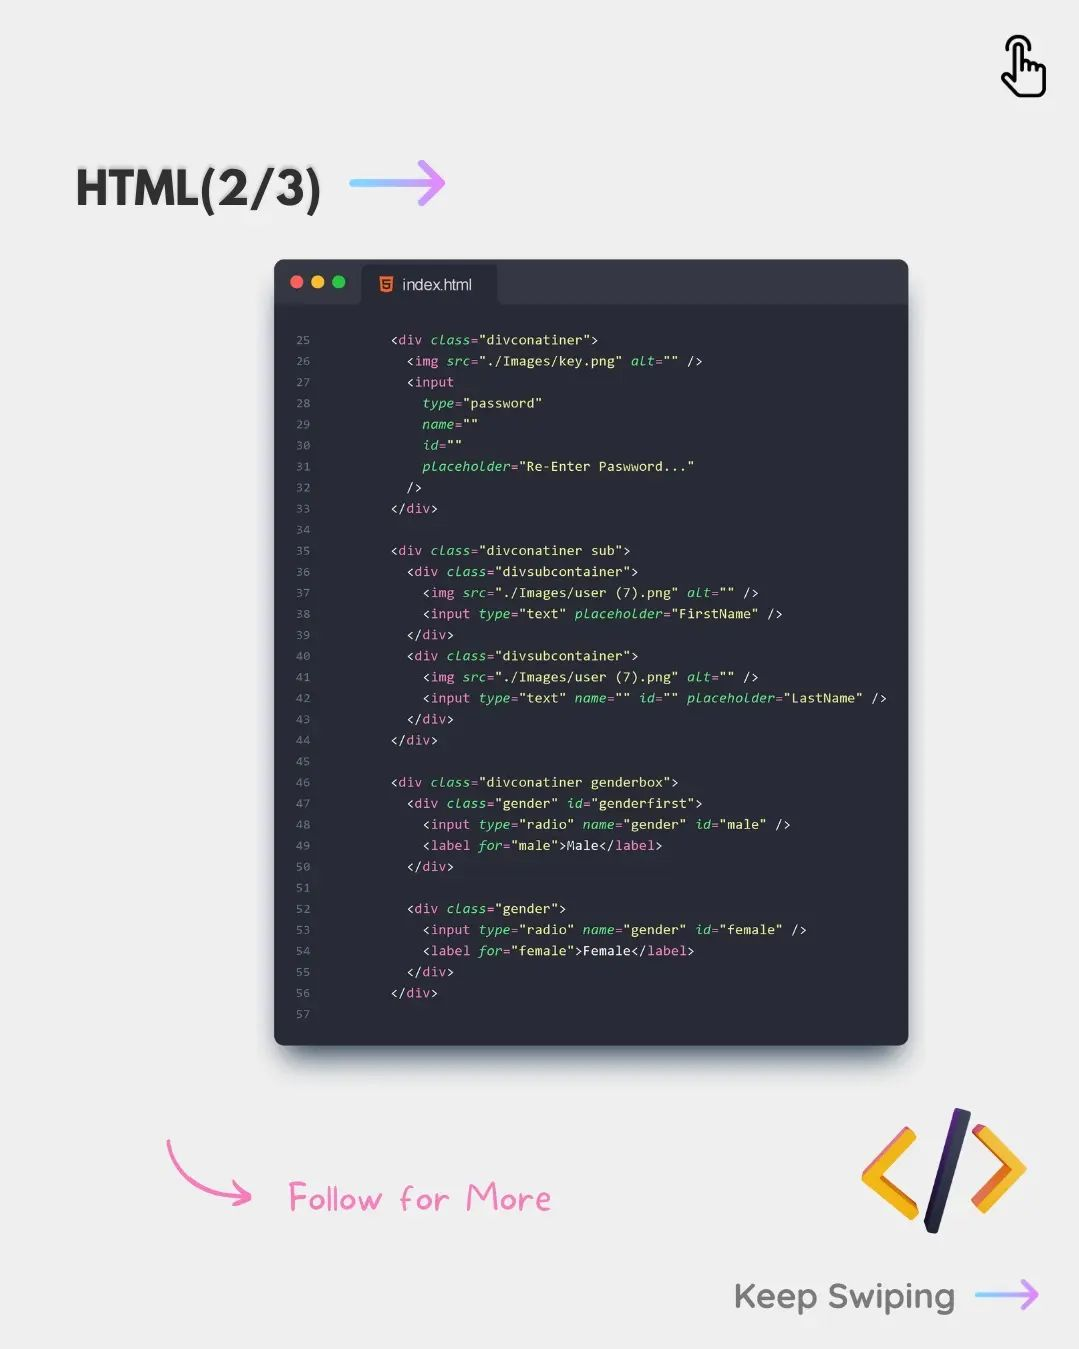 HTML(2/3)
index.html
25 <div class="divconatiner">
26 <img src="./Images/key.png" alt="" />
27 <input
28 type="password"
29 name=""
30 id=""
31 placeholder="Re-Enter Paswword..."
32 />
33 </div>
34
35 <div class="divconatiner sub">
36 <div class="divsubcontainer">
37 <img src="./Images/user (7).png" alt="" />
38 <input type="text" placeholder="FirstName" />
39 </div>
40 <div class="divsubcontainer">
41 <img src="./Images/user (7).png" alt="" />
42 <input type="text" name="" id="" placeholder="LastName" />
43 </div>
44 </div>
45
46 <div class="divconatiner genderbox">
47 <div class="gender" id="genderfirst">
48 <input type="radio" name="gender" id="male" />
49 <label for="male">Male</label>
50 </div>
51
52 <div class="gender">
53 <input type="radio" name="gender" id="female" />
54 <label for="female">Female</label>
55 </div>
56 </div>
57
Follow for More
Keep Swiping